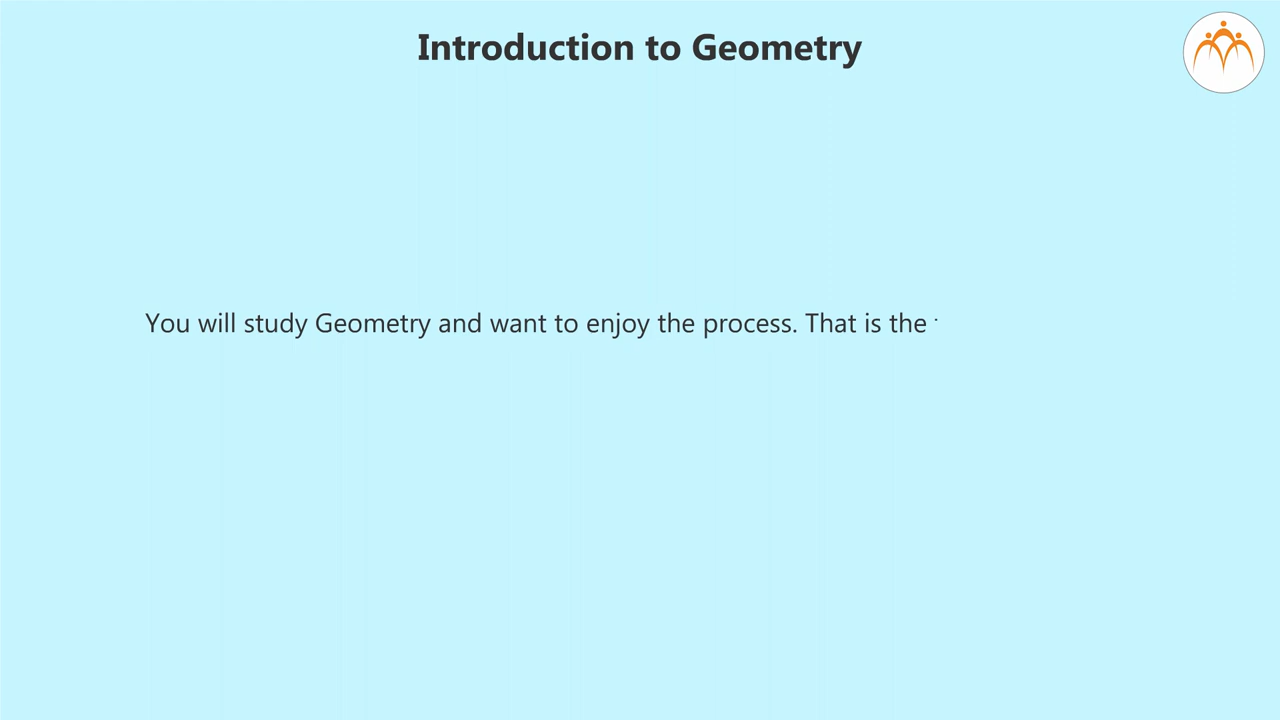 Introduction to Geometry
You will study Geometry and want to enjoy the process. That is the